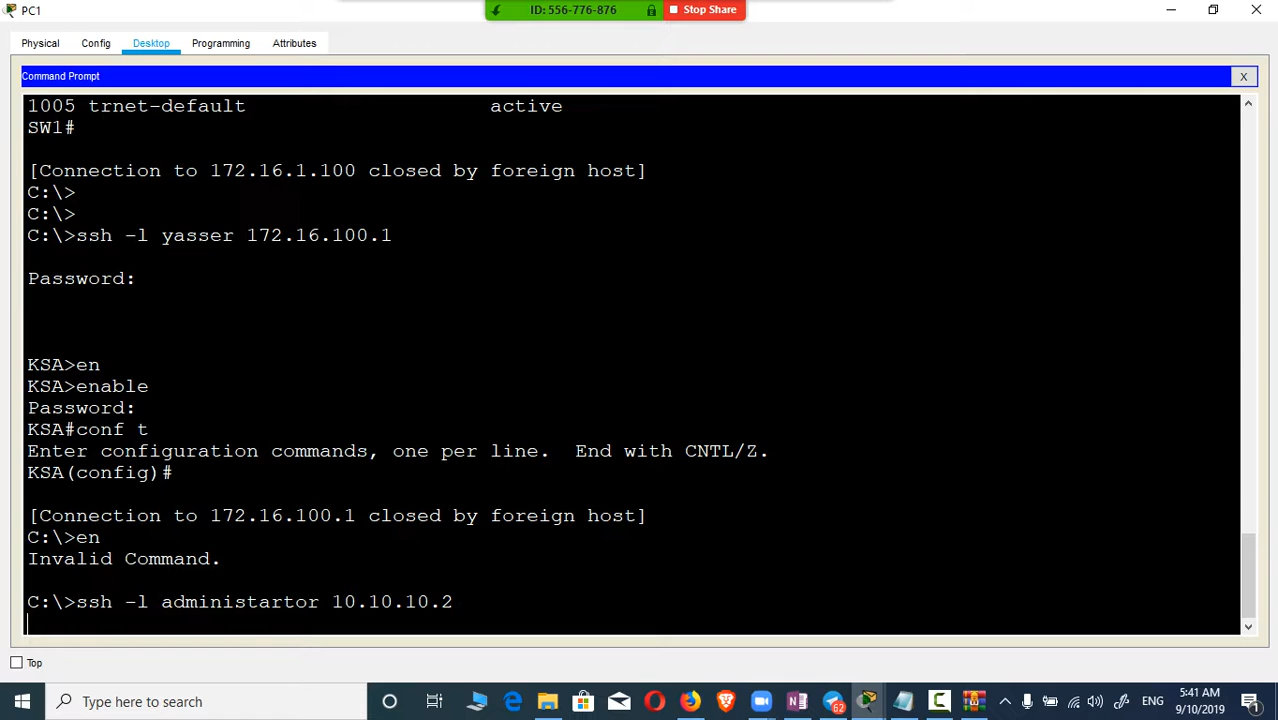 PC1
ID: 556-776-876
Stop Share
Physical
Config
Desktop
Programming
Attributes
Command Prompt
X
1005 trnet-default active
SW1#
[Connection to 172.16.1.100 closed by foreign host]
C:\>
C:\>
C:\>ssh -l yasser 172.16.100.1
Password:
KSA>en
KSA>enable
Password:
KSA#conf t
Enter configuration commands, one per line. End with CNTL/Z.
KSA(config)#
[Connection to 172.16.100.1 closed by foreign host]
C:\>en
Invalid Command.
C:\>ssh -l administartor 10.10.10.2
Top
Type here to search
62
ENG
5:41 AM
9/10/2019
1